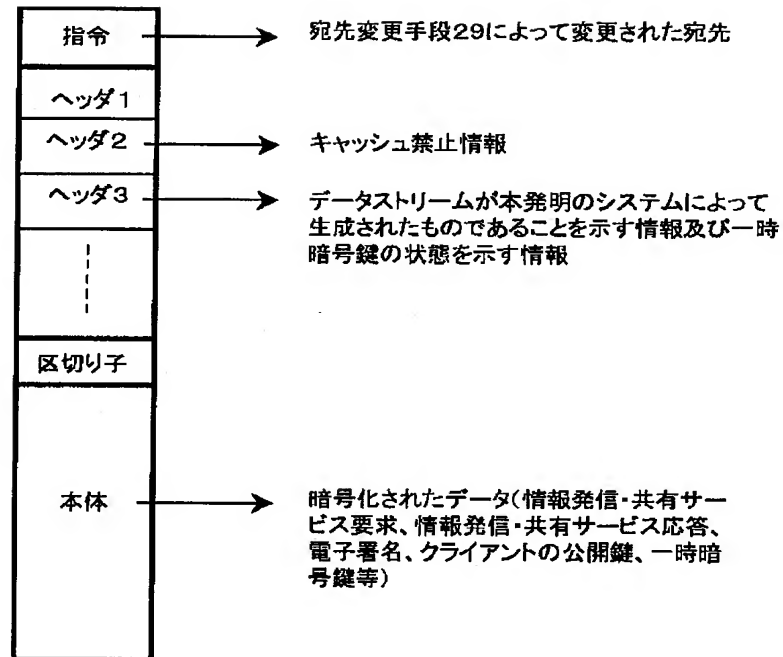 指令
宛先変更手段29によって変更された宛先
ヘッダ1
ヘッダ2
キャッシュ禁止情報
ヘッダ3
データストリームが本発明のシステムによって
生成されたものであることを示す情報及び一時
暗号鍵の状態を示す情報
区切り子
本体
暗号化されたデータ(情報発信・共有サー
ビス要求、情報発信・共有サービス応答、
電子署名、クライアントの公開鍵、一時暗
号鍵等)